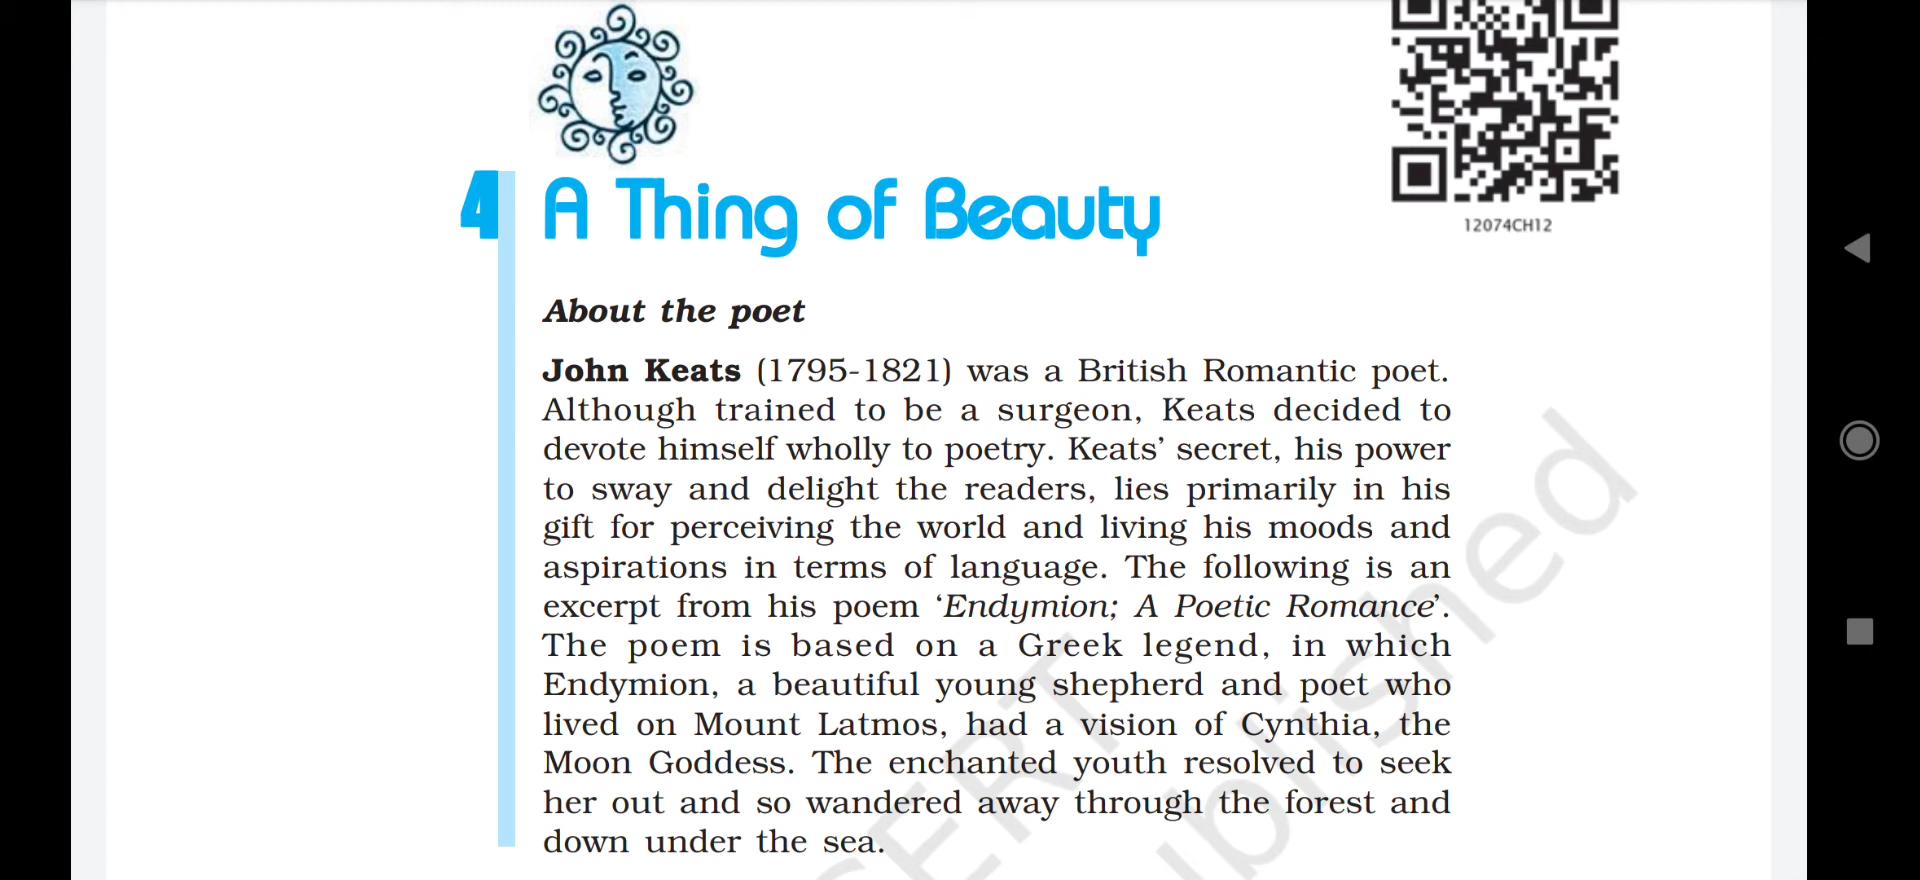 12074CH12
4 A Thing of Beauty
About the poet
John Keats (1795-1821) was a British Romantic poet.
Although trained to be a surgeon, Keats decided to
devote himself wholly to poetry. Keats’ secret, his power
to sway and delight the readers, lies primarily in his
gift for perceiving the world and living his moods and
aspirations in terms of language. The following is an
excerpt from his poem ‘Endymion; A Poetic Romance’.
The poem is based on a Greek legend, in which
Endymion, a beautiful young shepherd and poet who
lived on Mount Latmos, had a vision of Cynthia, the
Moon Goddess. The enchanted youth resolved to seek
her out and so wandered away through the forest and
down under the sea.